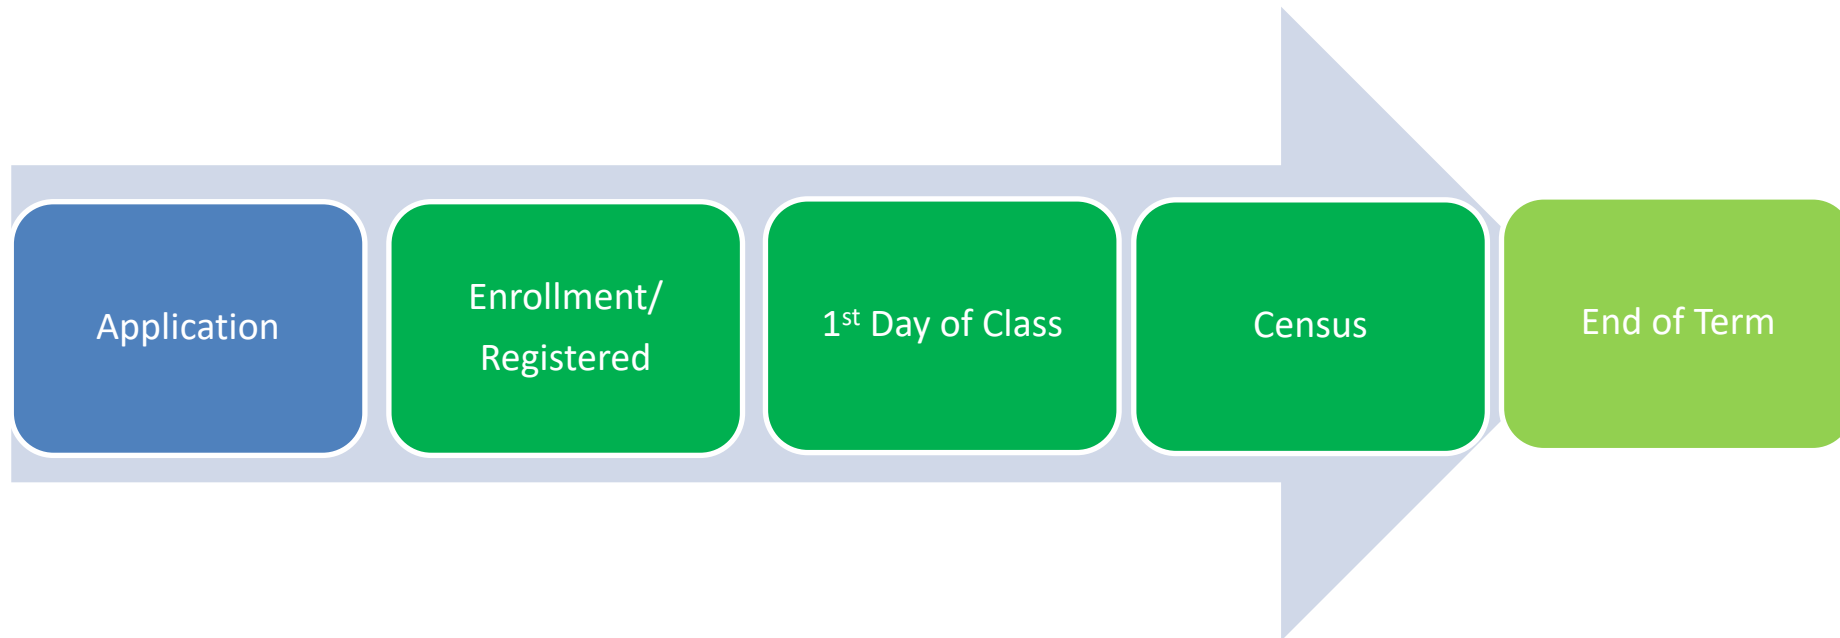 Application
Enrollment/
Registered
1st Day of Class
Census
End of Term